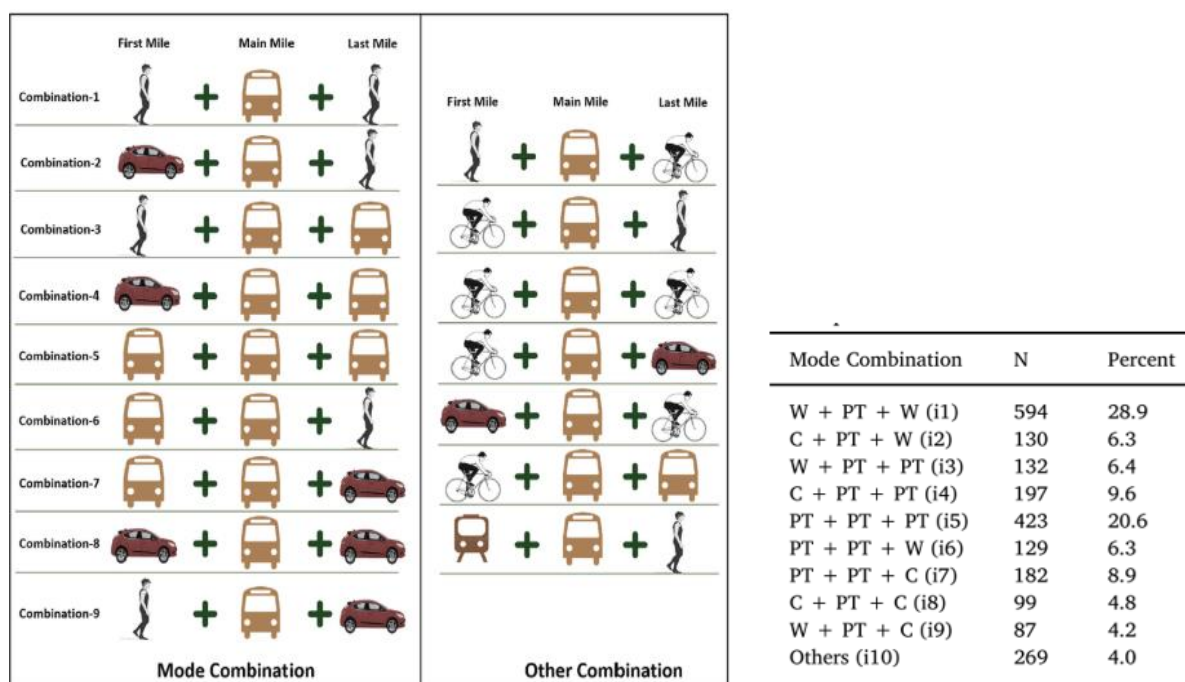 First Mile Main Mile Last Mile
Combination-1
Combination-2
Combination-3
Combination-4
Combination-5
Combination-6
Combination-7
Combination-8
Combination-9
Mode Combination
First Mile Main Mile Last Mile
Other Combination
Mode Combination N Percent
W + PT + W (i1) 594 28.9
C + PT + W (i2) 130 6.3
W + PT + PT (i3) 132 6.4
C + PT + PT (i4) 197 9.6
PT + PT + PT (i5) 423 20.6
PT + PT + W (i6) 129 6.3
PT + PT + C (i7) 182 8.9
C + PT + C (i8) 99 4.8
W + PT + C (i9) 87 4.2
Others (i10) 269 4.0